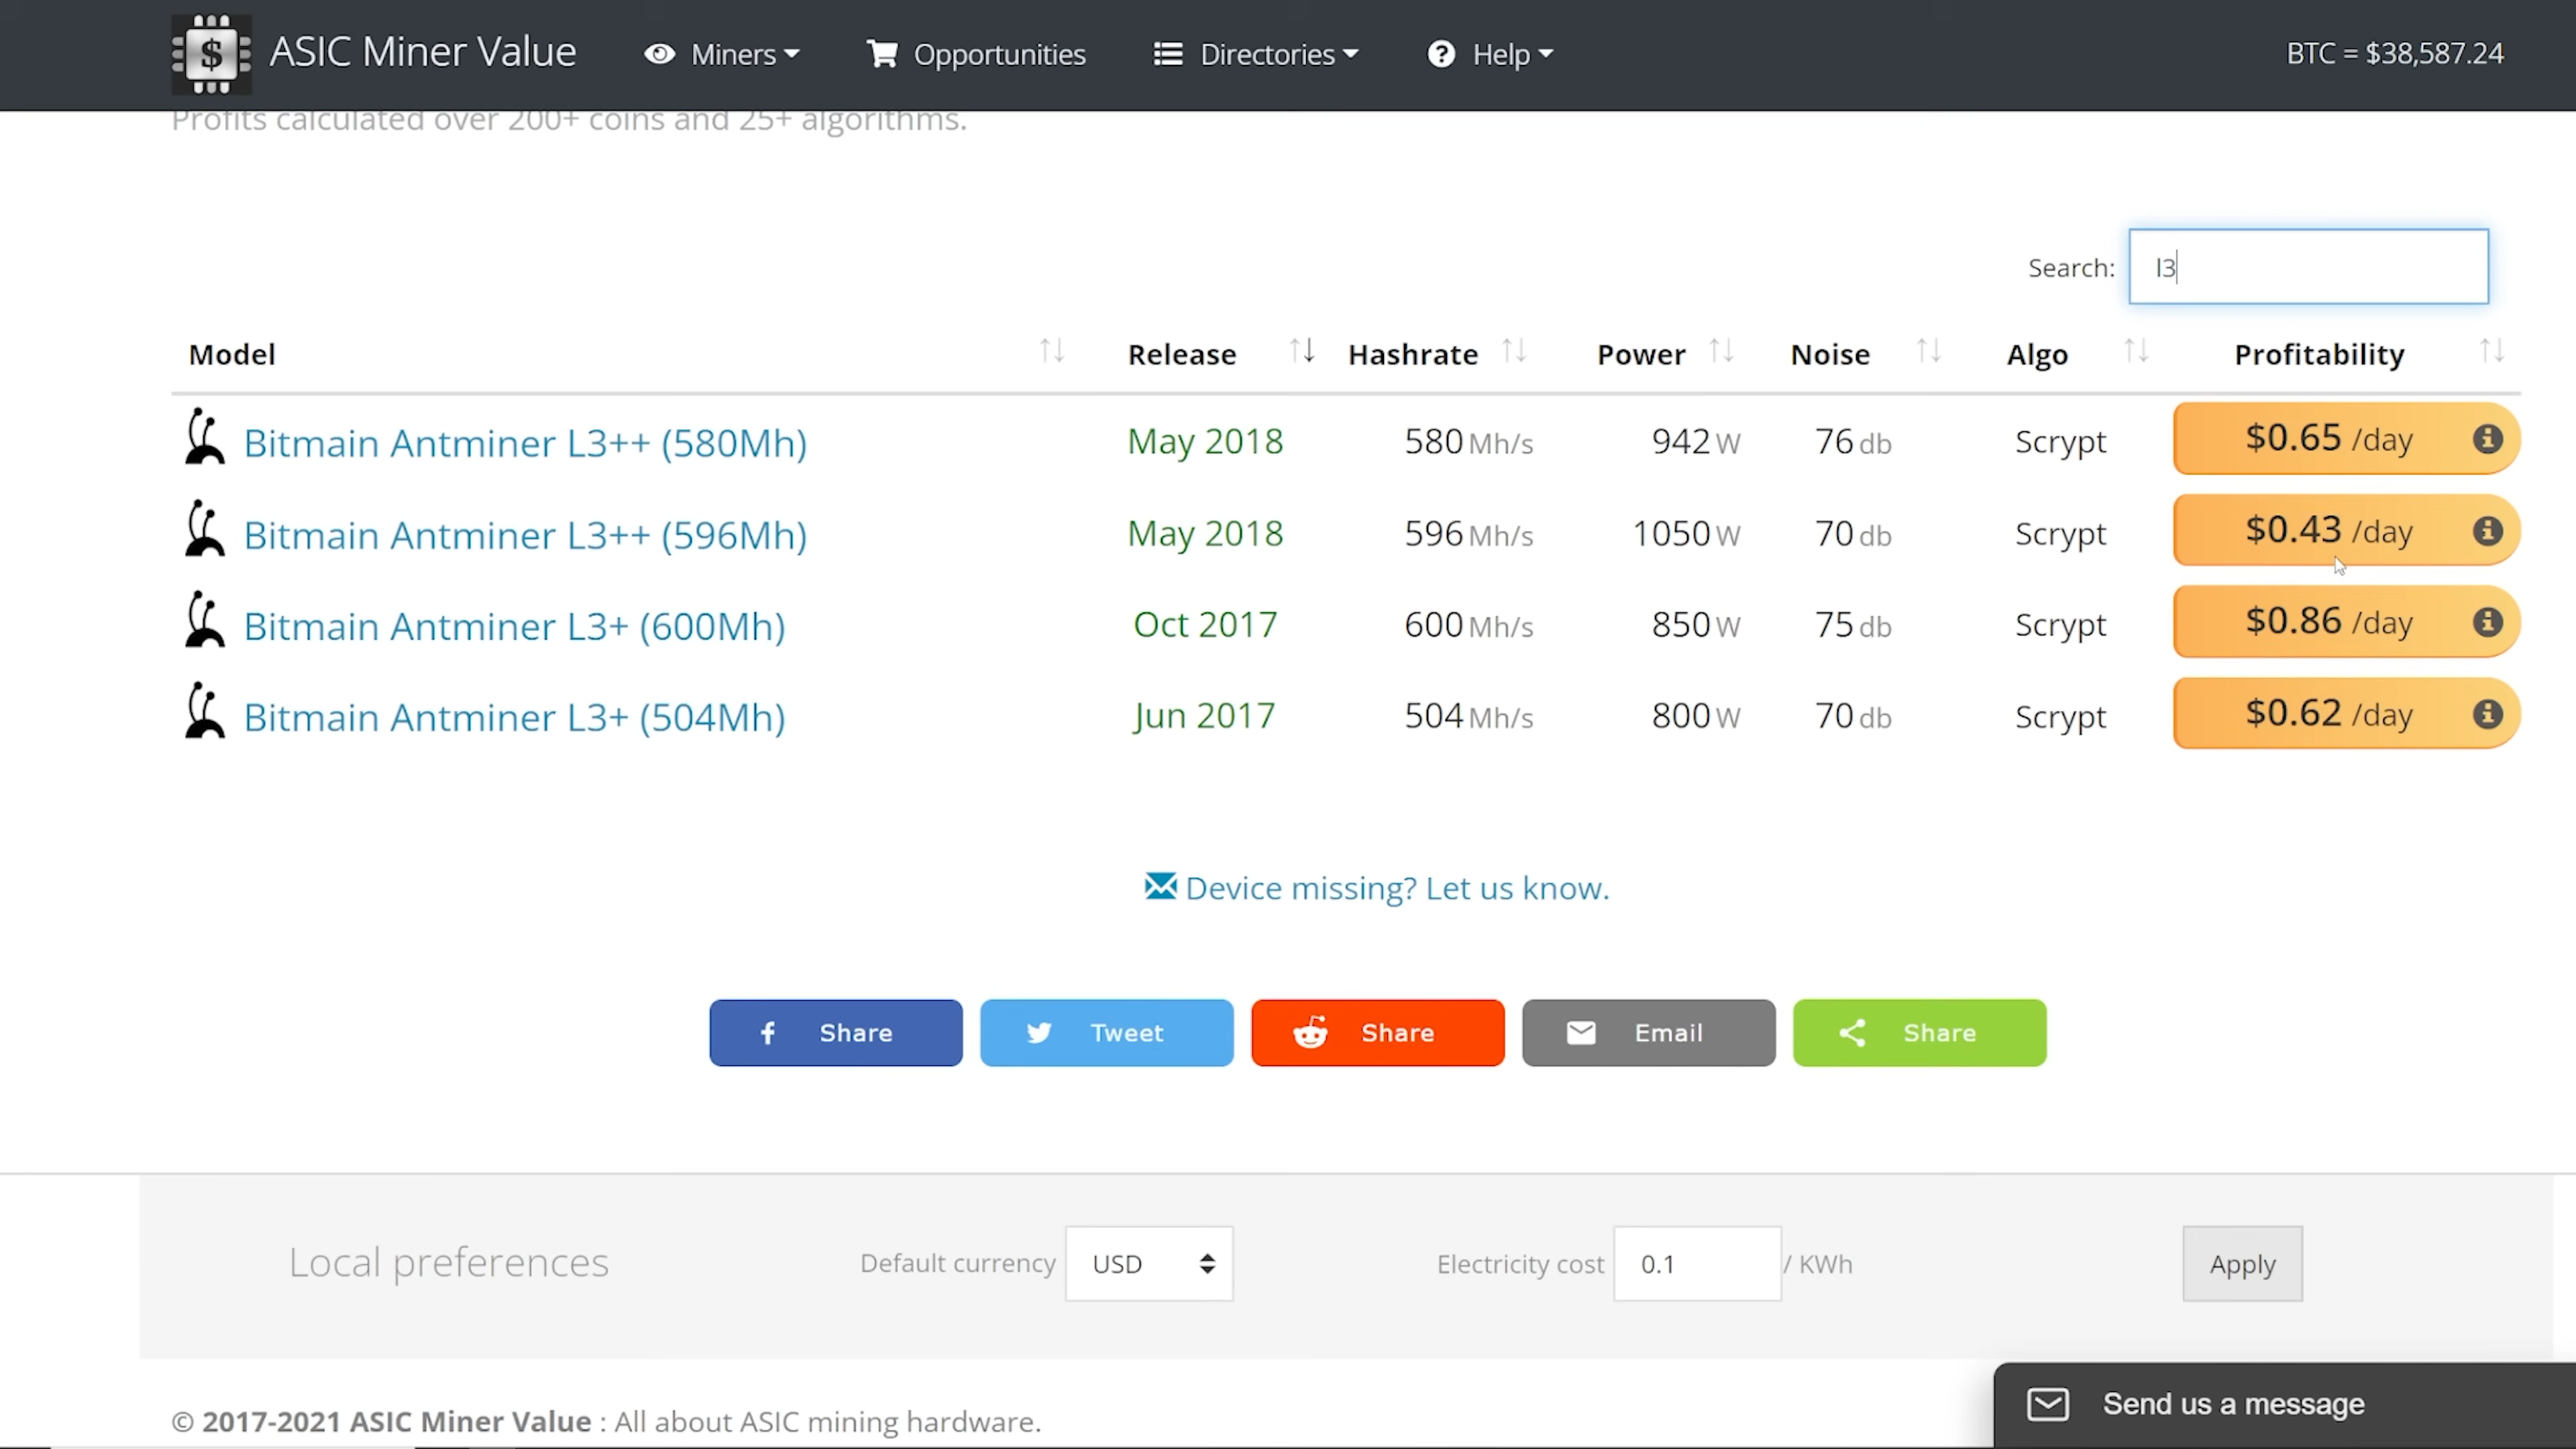 $ ASIC Miner Value Miners Opportunities Directories Help BTC = $38,587.24
Profits calculated over 200+ coins and 25+ algorithms.
Search: l3
Model Release Hashrate Power Noise Algo Profitability
Bitmain Antminer L3++ (580Mh) May 2018 580 Mh/s 942 W 76 db Scrypt $0.65 /day
Bitmain Antminer L3++ (596Mh) May 2018 596 Mh/s 1050 W 70 db Scrypt $0.43 /day
Bitmain Antminer L3+ (600Mh) Oct 2017 600 Mh/s 850 W 75 db Scrypt $0.86 /day
Bitmain Antminer L3+ (504Mh) Jun 2017 504 Mh/s 800 W 70 db Scrypt $0.62 /day
Device missing? Let us know.
Share Tweet Share Email Share
Local preferences Default currency USD Electricity cost 0.1 / KWh Apply
Send us a message
© 2017-2021 ASIC Miner Value : All about ASIC mining hardware.